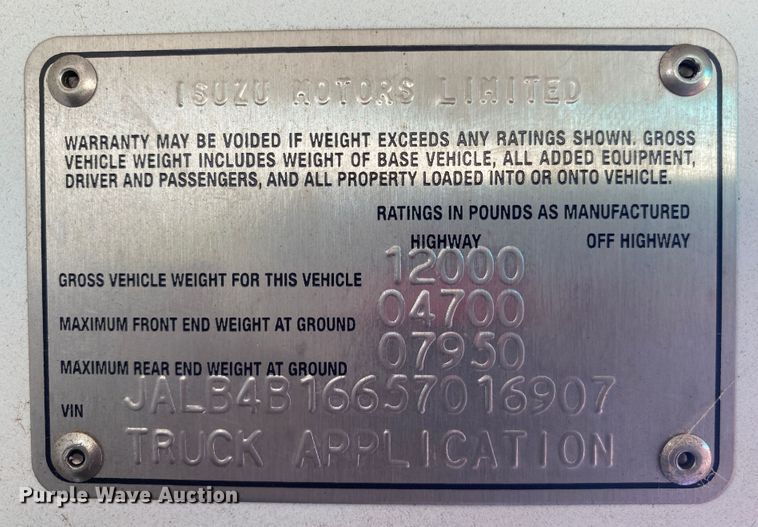 ISUZU MOTORS LIMITED
WARRANTY MAY BE VOIDED IF WEIGHT EXCEEDS ANY RATINGS SHOWN. GROSS
VEHICLE WEIGHT INCLUDES WEIGHT OF BASE VEHICLE, ALL ADDED EQUIPMENT,
DRIVER AND PASSENGERS, AND ALL PROPERTY LOADED INTO OR ONTO VEHICLE.
RATINGS IN POUNDS AS MANUFACTURED
HIGHWAY OFF HIGHWAY
GROSS VEHICLE WEIGHT FOR THIS VEHICLE 12000
MAXIMUM FRONT END WEIGHT AT GROUND 04700
MAXIMUM REAR END WEIGHT AT GROUND 07950
VIN JALB4B16657016907
TRUCK APPLICATION
Purple Wave Auction